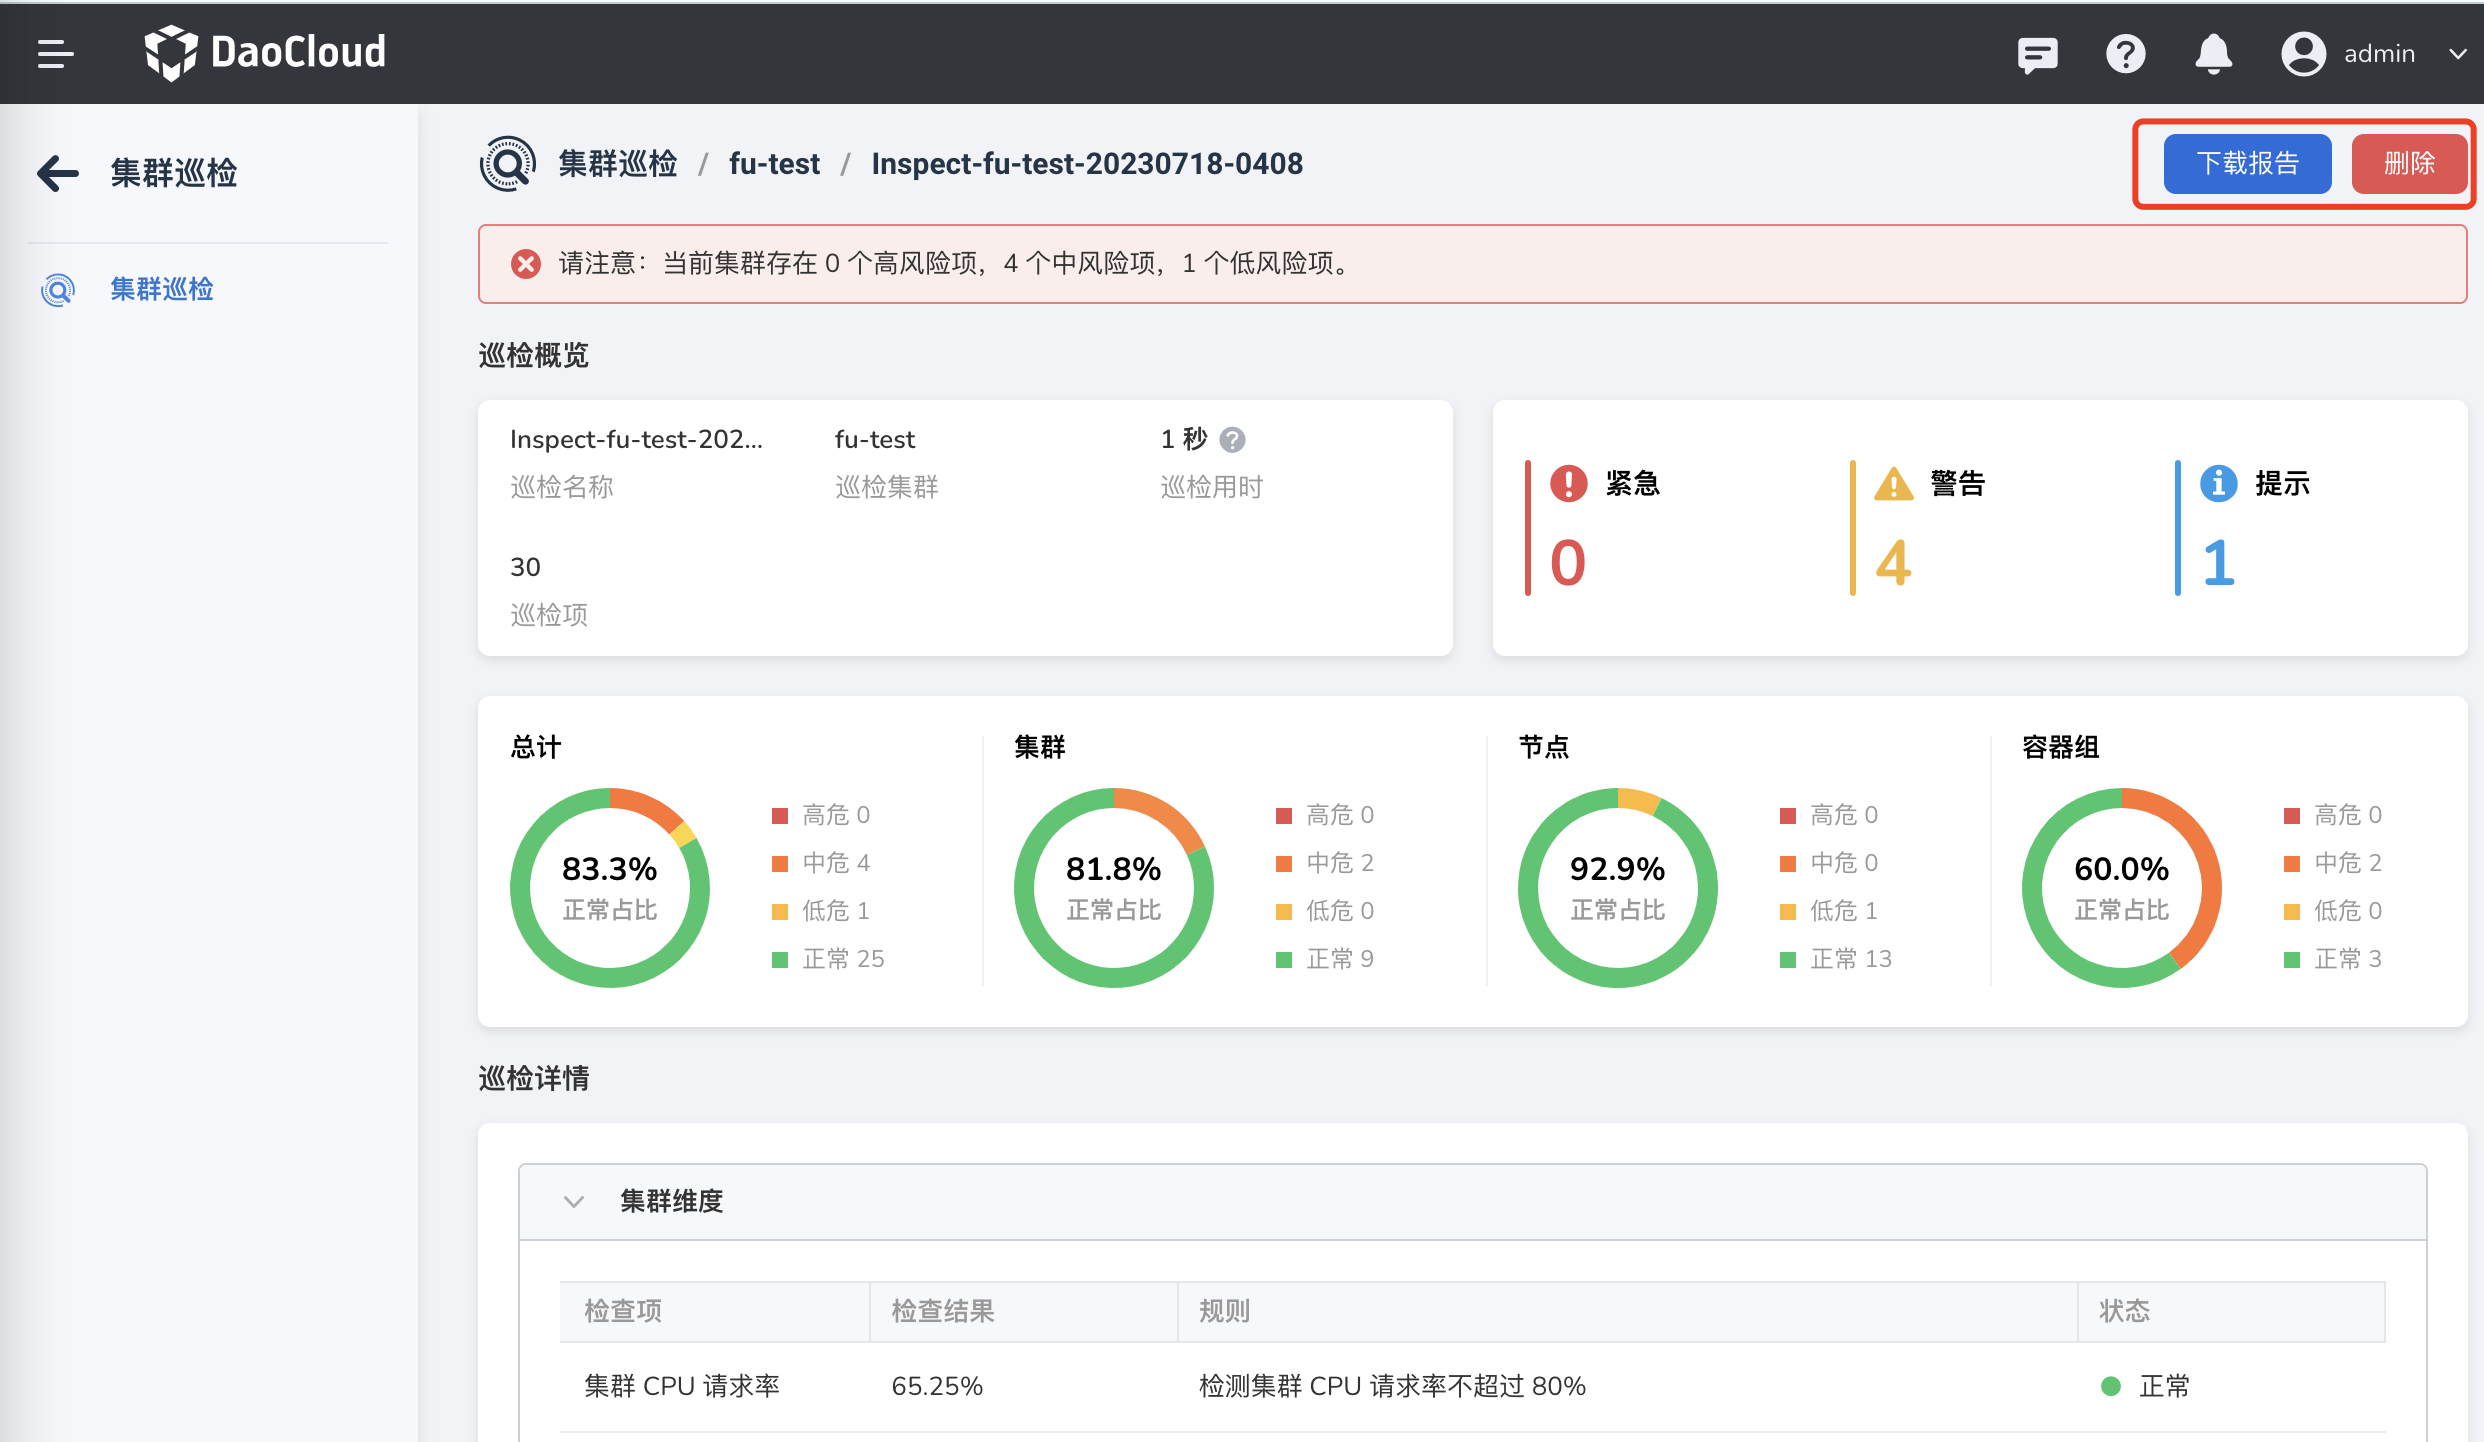 DaoCloud
admin
集群巡检
集群巡检
集群巡检 / fu-test / Inspect-fu-test-20230718-0408
下载报告
删除
请注意：当前集群存在 0 个高风险项，4 个中风险项，1 个低风险项。
巡检概览
Inspect-fu-test-202...
巡检名称
fu-test
巡检集群
1 秒
巡检用时
30
巡检项
紧急
0
警告
4
提示
1
总计
83.3%
正常占比
高危 0
中危 4
低危 1
正常 25
集群
81.8%
正常占比
高危 0
中危 2
低危 0
正常 9
节点
92.9%
正常占比
高危 0
中危 0
低危 1
正常 13
容器组
60.0%
正常占比
高危 0
中危 2
低危 0
正常 3
巡检详情
集群维度
检查项 检查结果 规则 状态
集群 CPU 请求率 65.25% 检测集群 CPU 请求率不超过 80% 正常